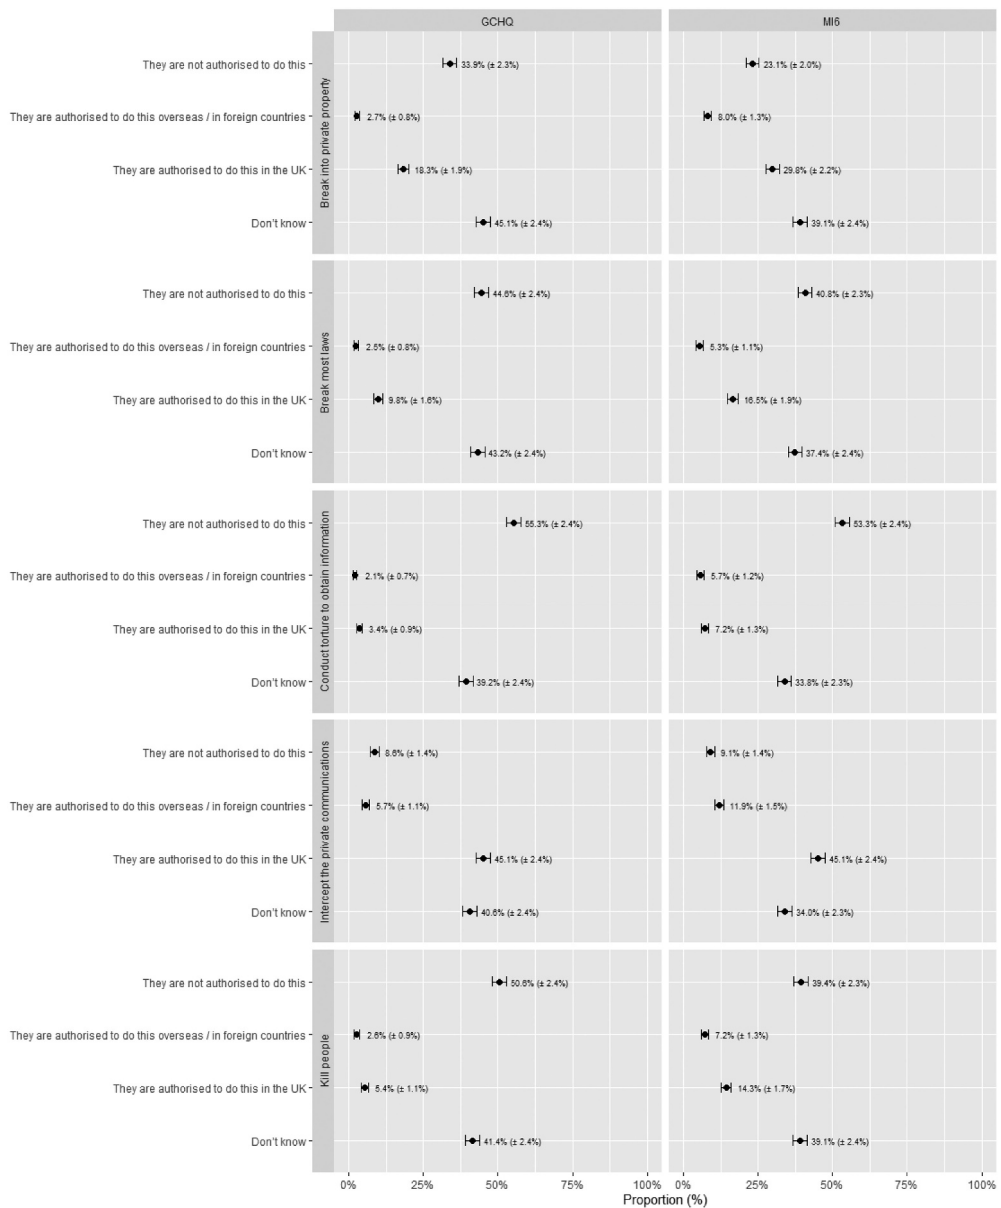 GCHQ MI6
Break into private property
They are not authorised to do this 33.9% (± 2.3%) 23.1% (± 2.0%)
They are authorised to do this overseas / in foreign countries 2.7% (± 0.8%) 8.0% (± 1.3%)
They are authorised to do this in the UK 18.3% (± 1.9%) 29.8% (± 2.2%)
Don't know 45.1% (± 2.4%) 39.1% (± 2.4%)
Break most laws
They are not authorised to do this 44.6% (± 2.4%) 40.8% (± 2.3%)
They are authorised to do this overseas / in foreign countries 2.5% (± 0.8%) 5.3% (± 1.1%)
They are authorised to do this in the UK 9.8% (± 1.6%) 16.5% (± 1.9%)
Don't know 43.2% (± 2.4%) 37.4% (± 2.4%)
Conduct torture to obtain information
They are not authorised to do this 55.3% (± 2.4%) 53.3% (± 2.4%)
They are authorised to do this overseas / in foreign countries 2.1% (± 0.7%) 5.7% (± 1.2%)
They are authorised to do this in the UK 3.4% (± 0.9%) 7.2% (± 1.3%)
Don't know 39.2% (± 2.4%) 33.8% (± 2.3%)
Intercept the private communications
They are not authorised to do this 8.6% (± 1.4%) 9.1% (± 1.4%)
They are authorised to do this overseas / in foreign countries 5.7% (± 1.1%) 11.9% (± 1.5%)
They are authorised to do this in the UK 45.1% (± 2.4%) 45.1% (± 2.4%)
Don't know 40.6% (± 2.4%) 34.0% (± 2.3%)
Kill people
They are not authorised to do this 50.6% (± 2.4%) 39.4% (± 2.3%)
They are authorised to do this overseas / in foreign countries 2.6% (± 0.9%) 7.2% (± 1.3%)
They are authorised to do this in the UK 5.4% (± 1.1%) 14.3% (± 1.7%)
Don't know 41.4% (± 2.4%) 39.1% (± 2.4%)
0% 25% 50% 75% 100% 0% 25% 50% 75% 100%
Proportion (%)